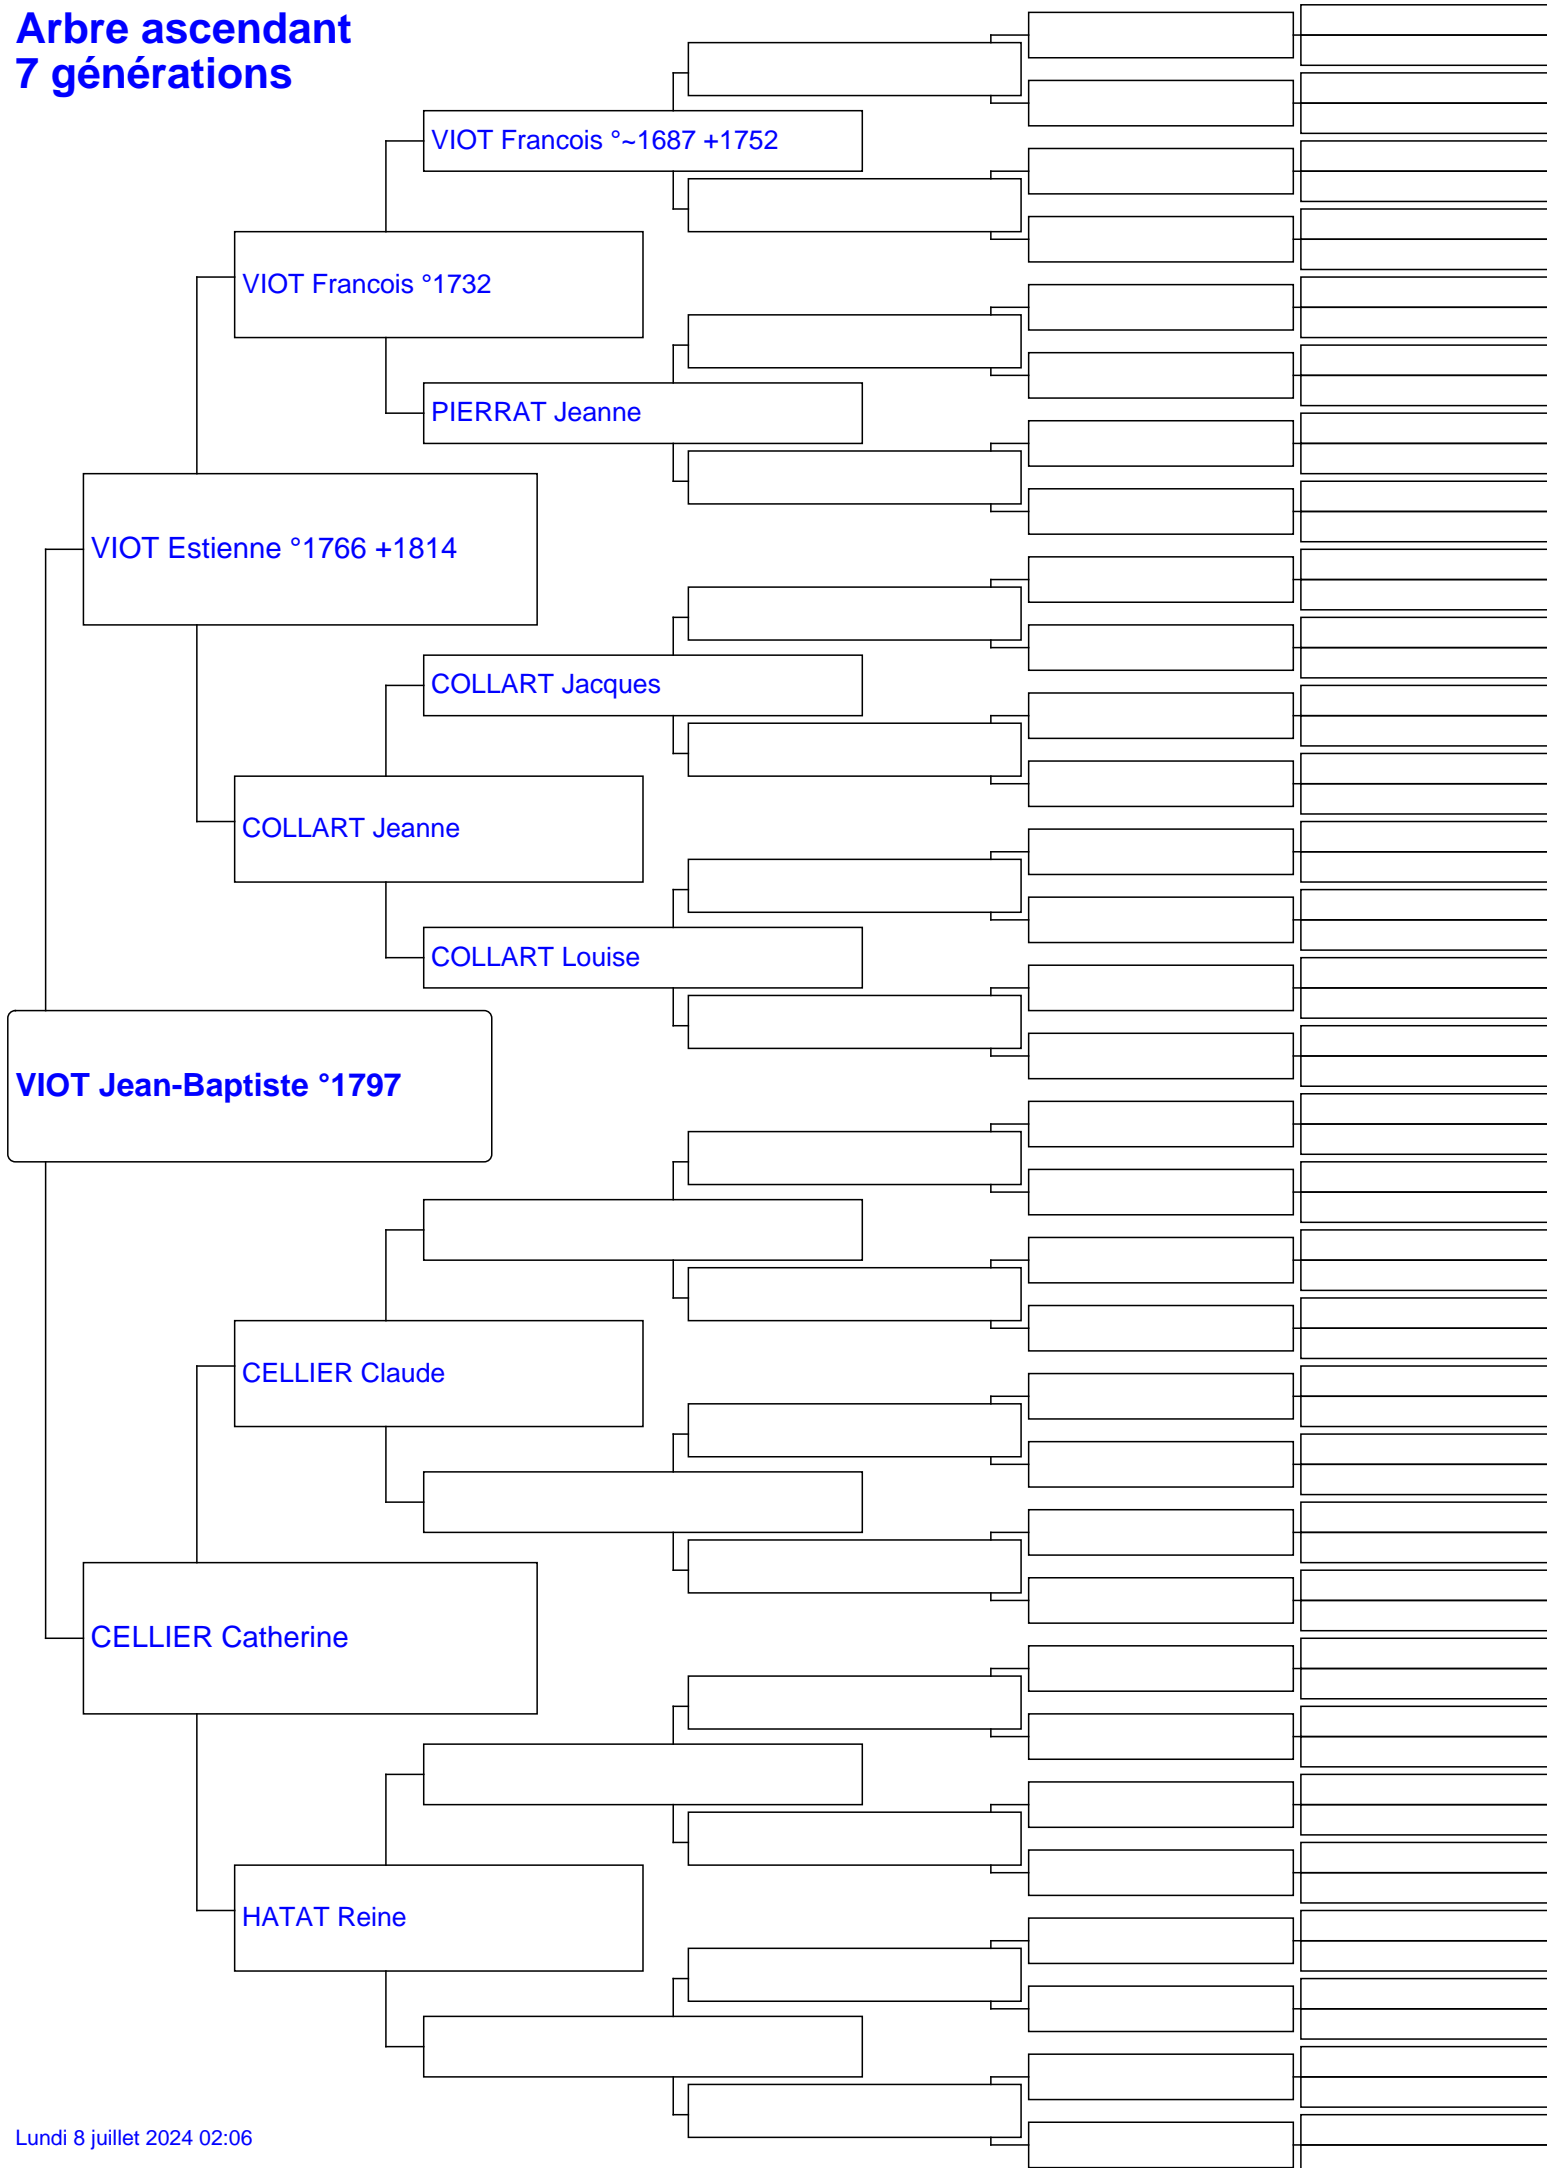 Arbre ascendant
7 générations
VIOT Francois °~1687 +1752
VIOT Francois °1732
PIERRAT Jeanne
VIOT Estienne °1766 +1814
COLLART Jacques
COLLART Jeanne
COLLART Louise
VIOT Jean-Baptiste °1797
CELLIER Claude
CELLIER Catherine
HATAT Reine
Lundi 8 juillet 2024 02:06